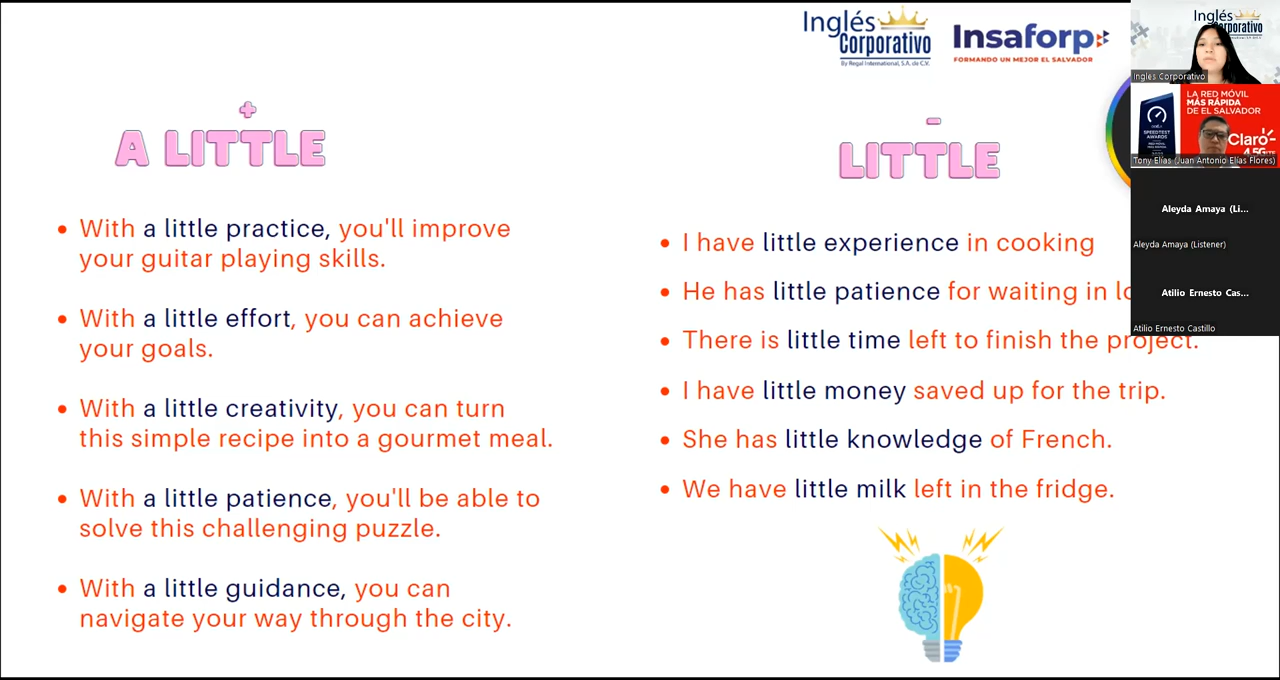 Inglés
Corporativo
By Regal International, S.A. de C.V.
Insaforp
FORMANDO UN MEJOR EL SALVADOR
+
A LITTLE
With a little practice, you'll improve
your guitar playing skills.
With a little effort, you can achieve
your goals.
With a little creativity, you can turn
this simple recipe into a gourmet meal.
With a little patience, you'll be able to
solve this challenging puzzle.
With a little guidance, you can
navigate your way through the city.
-
LITTLE
I have little experience in cooking
He has little patience for waiting in
There is little time left to finish the project.
I have little money saved up for the trip.
She has little knowledge of French.
We have little milk left in the fridge.
Inglés
Corporativo
Ingles Corporativo
LA RED MÓVIL
MÁS RÁPIDA
DE EL SALVADOR
SPEEDTEST
AWARDS
Claro
4.5G
Tony Elías (Juan Antonio Elías Flores)
Aleyda Amaya (Li...
Aleyda Amaya (Listener)
Atilio Ernesto Cas...
Atilio Ernesto Castillo